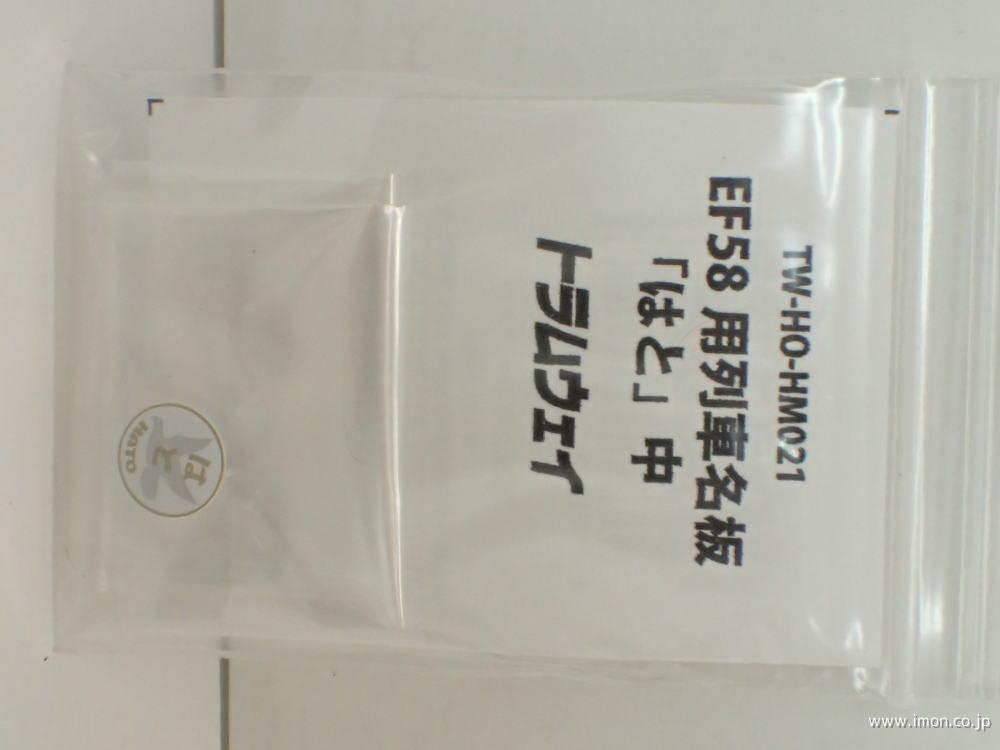 TW-HO-HM021
EF58 用列車名板
「はと」中
トラムウェイ
はと
HATO
www.imon.co.jp